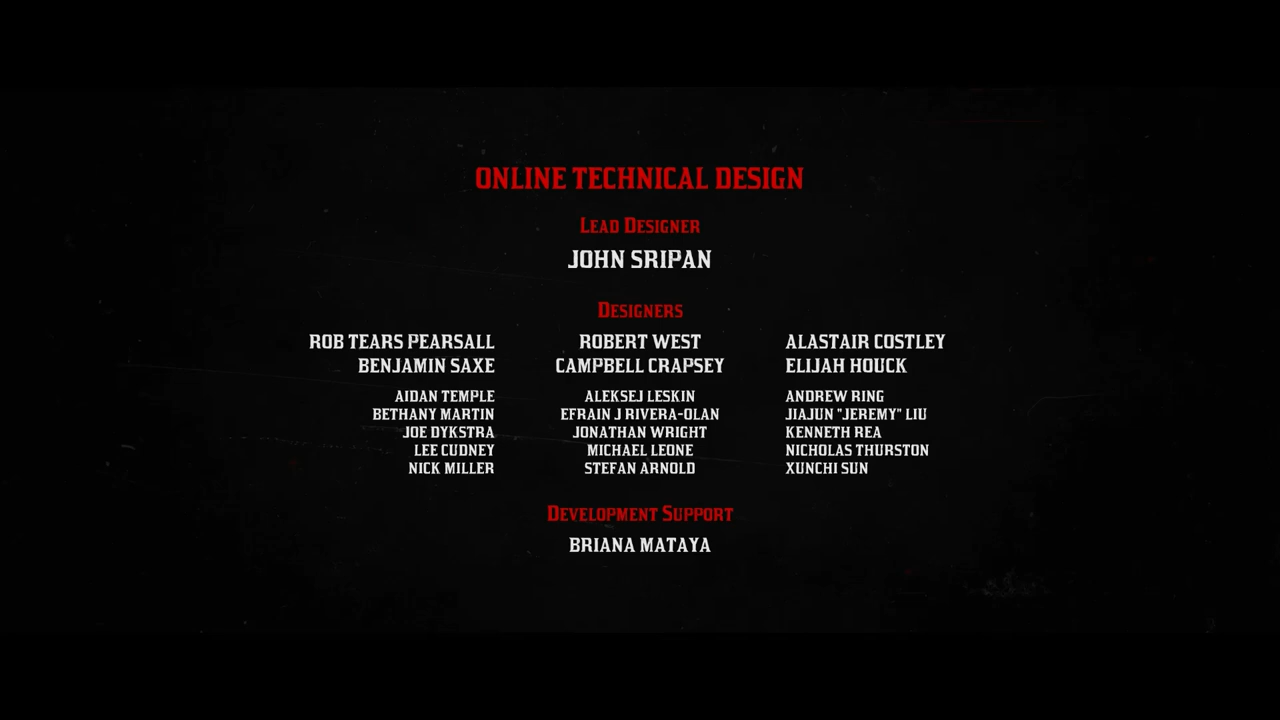 ONLINE TECHNICAL DESIGN
LEAD DESIGNER
JOHN SRIPAN
DESIGNERS
ROB TEARS PEARSALL ROBERT WEST ALASTAIR COSTLEY
BENJAMIN SAXE CAMPBELL CRAPSEY ELIJAH HOUCK
AIDAN TEMPLE ALEKSEJ LESKIN ANDREW RING
BETHANY MARTIN EFRAIN J RIVERA-OLAN JIAJUN "JEREMY" LIU
JOE DYKSTRA JONATHAN WRIGHT KENNETH REA
LEE CUDNEY MICHAEL LEONE NICHOLAS THURSTON
NICK MILLER STEFAN ARNOLD XUNCHI SUN
DEVELOPMENT SUPPORT
BRIANA MATAYA